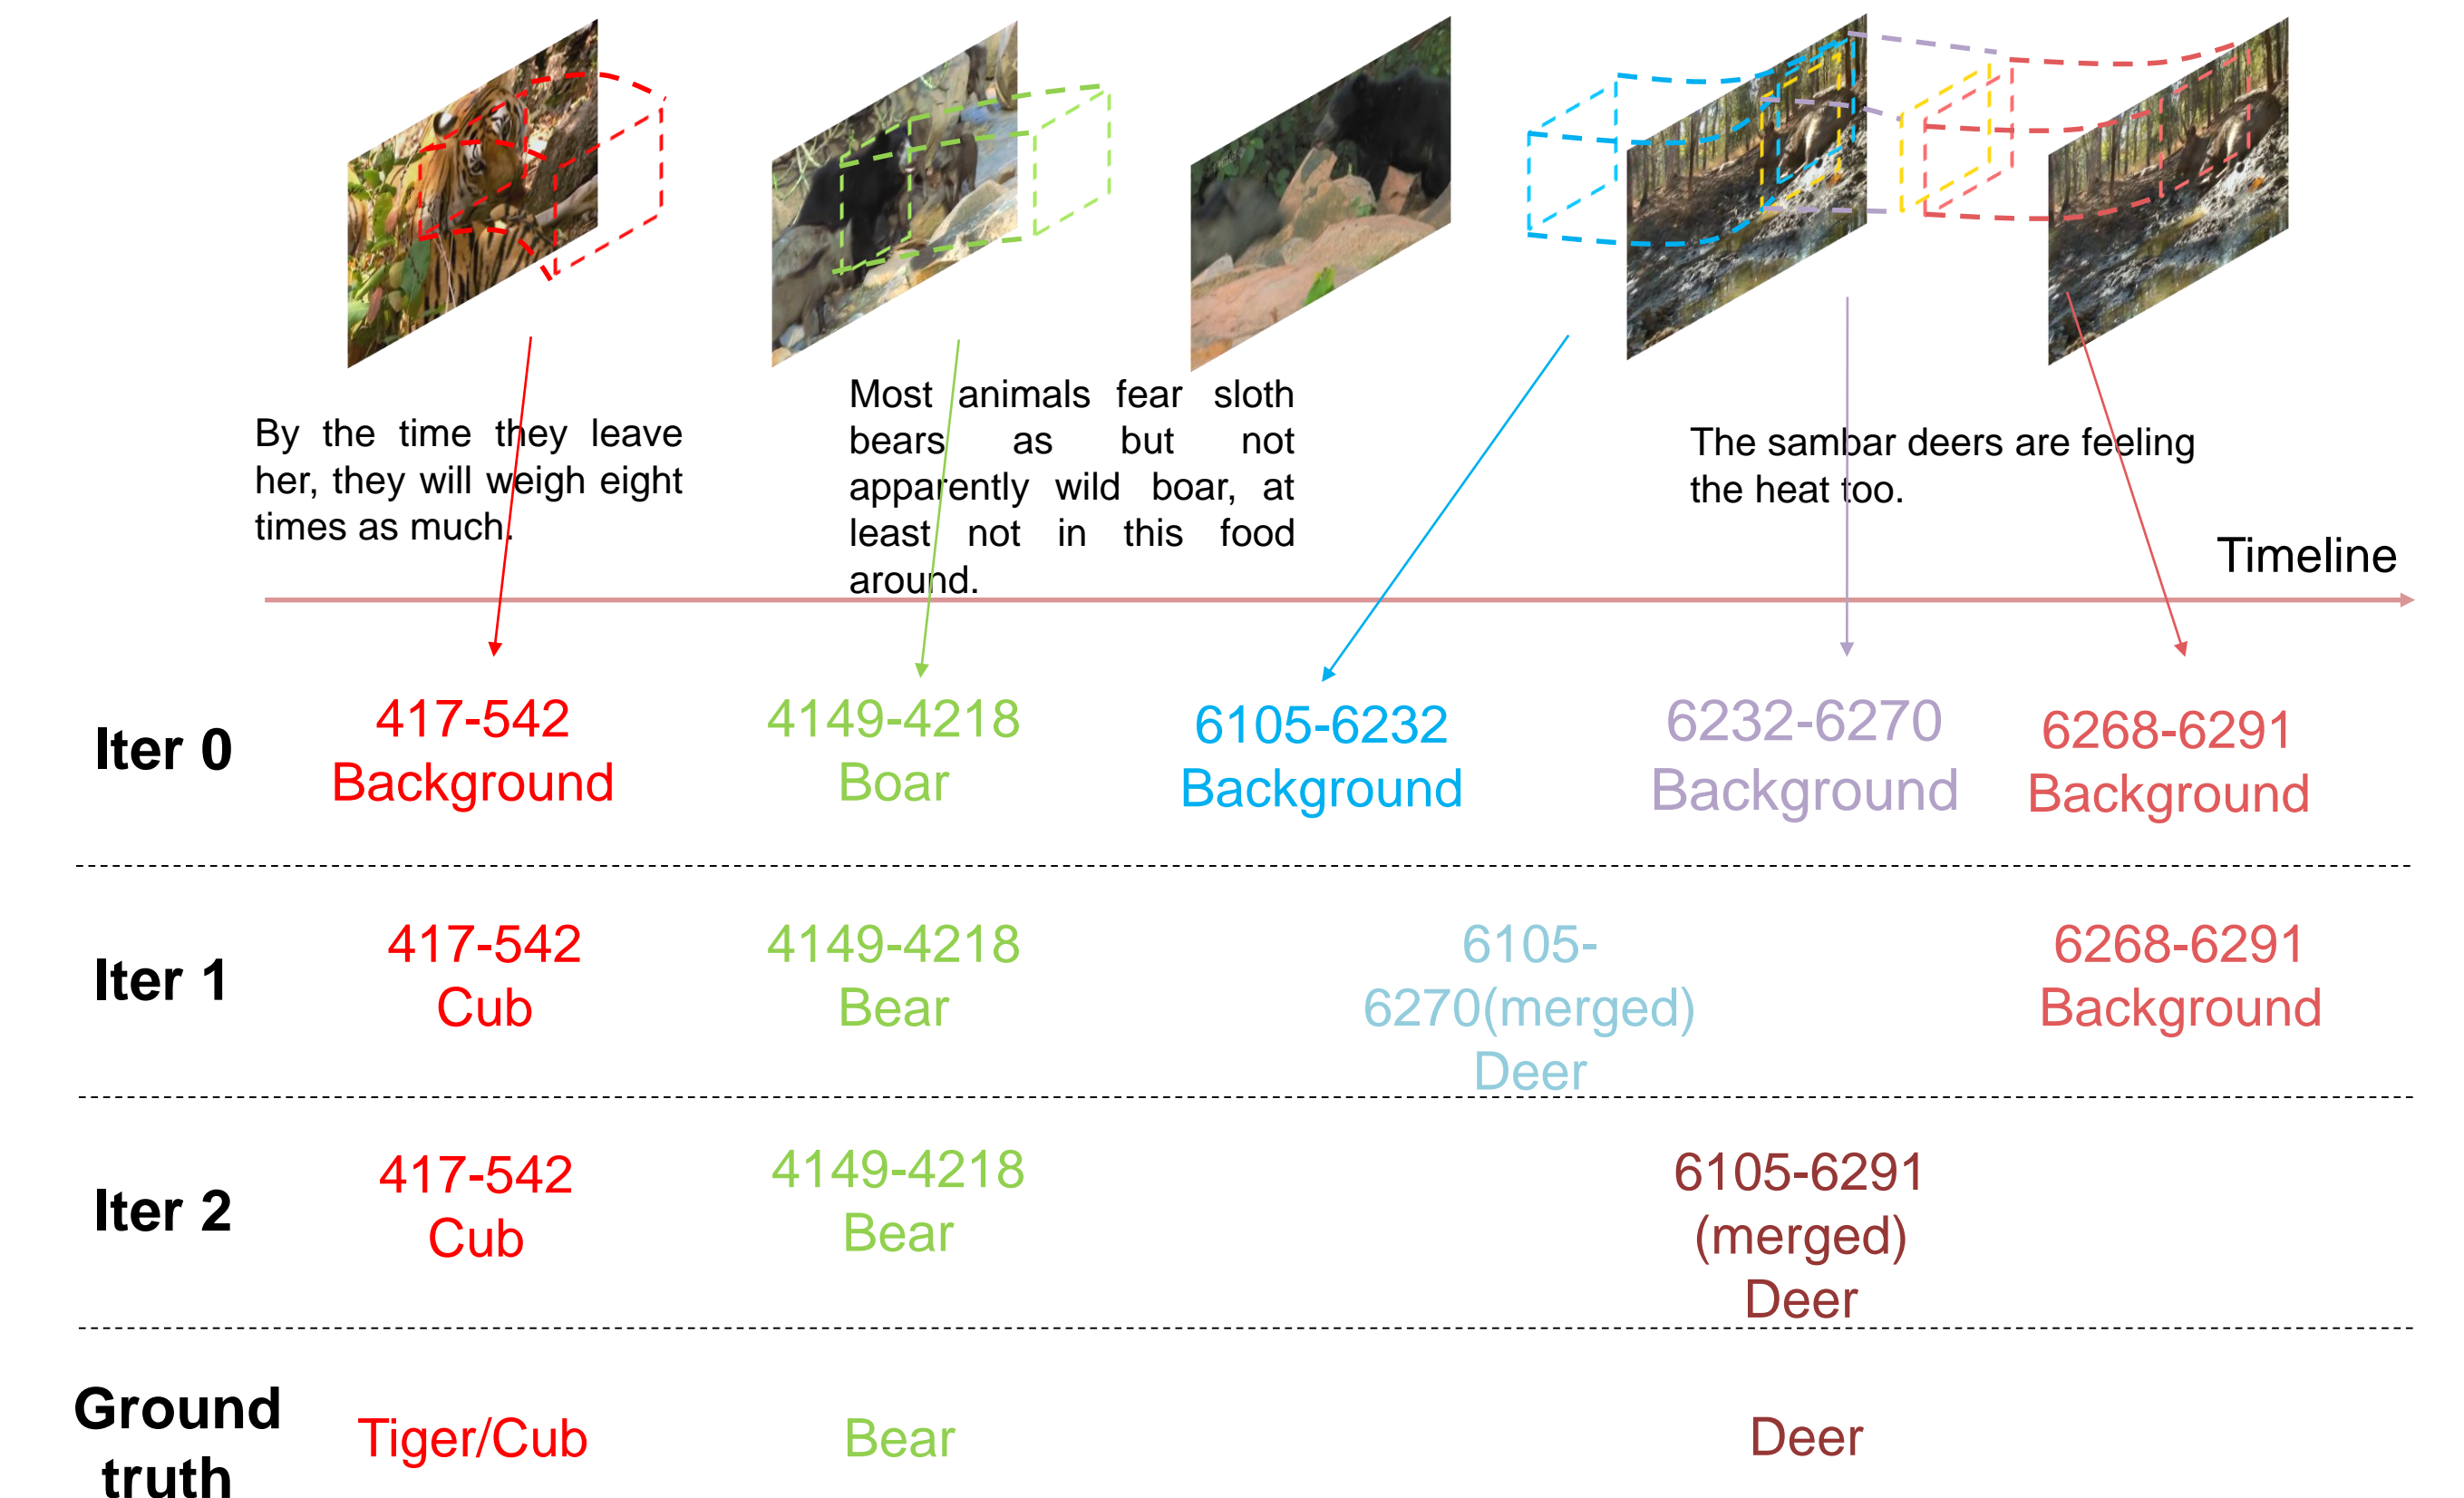 By the time they leave
her, they will weigh eight
times as much.
Most animals fear sloth
bears as but not
apparently wild boar, at
least not in this food
around.
The sambar deers are feeling
the heat too.
Timeline
Iter 0
417-542
Background
4149-4218
Boar
6105-6232
Background
6232-6270
Background
6268-6291
Background
Iter 1
417-542
Cub
4149-4218
Bear
6105-
6270(merged)
Deer
6268-6291
Background
Iter 2
417-542
Cub
4149-4218
Bear
6105-6291
(merged)
Deer
Ground
truth
Tiger/Cub
Bear
Deer